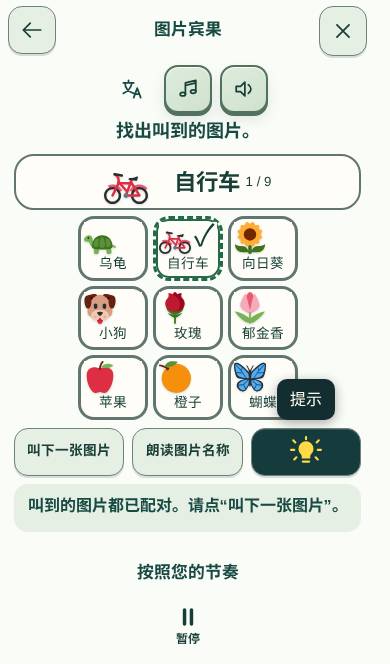 图片宾果
找出叫到的图片。
自行车 1 / 9
乌龟 自行车 向日葵
小狗 玫瑰 郁金香
苹果 橙子 蝴蝶
提示
叫下一张图片 朗读图片名称
叫到的图片都已配对。请点“叫下一张图片”。
按照您的节奏
暂停